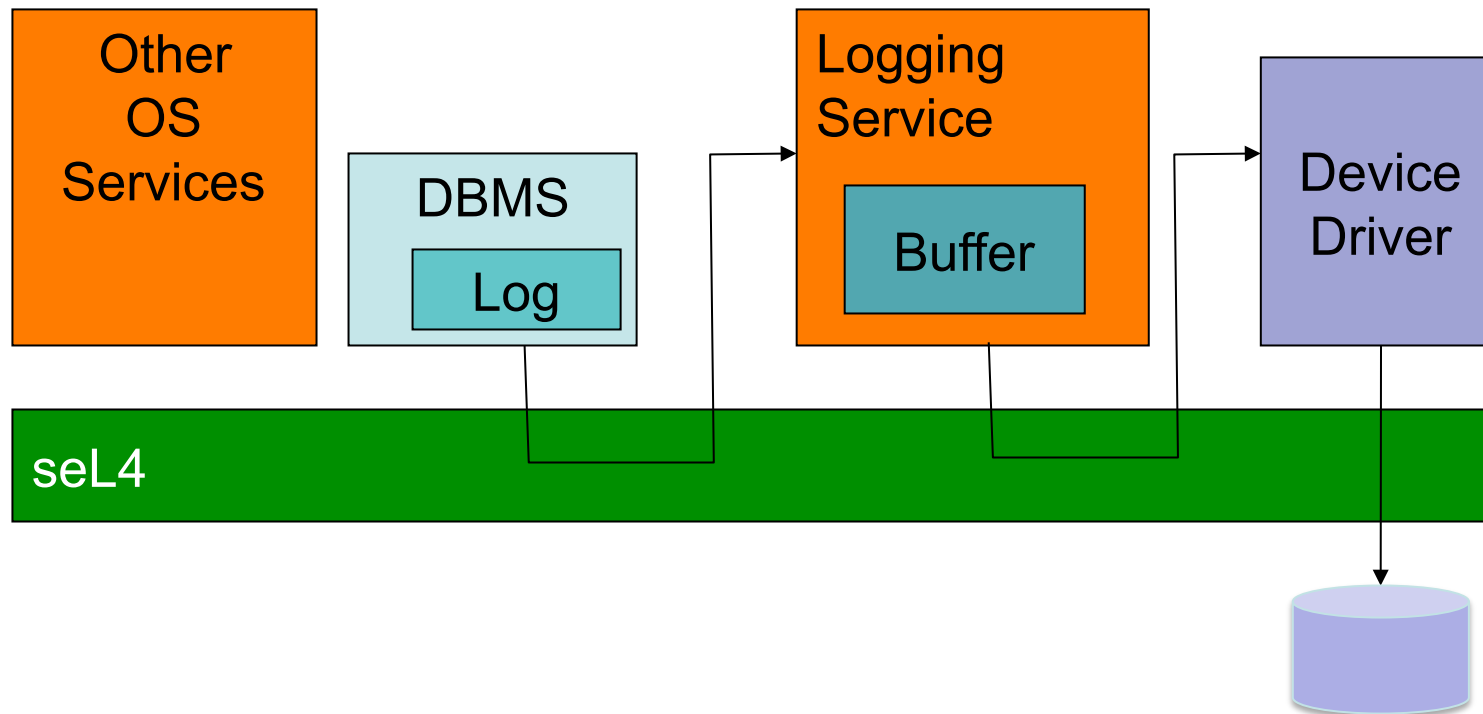 Other
OS
Services
DBMS
Log
Logging
Service
Buffer
Device
Driver
seL4